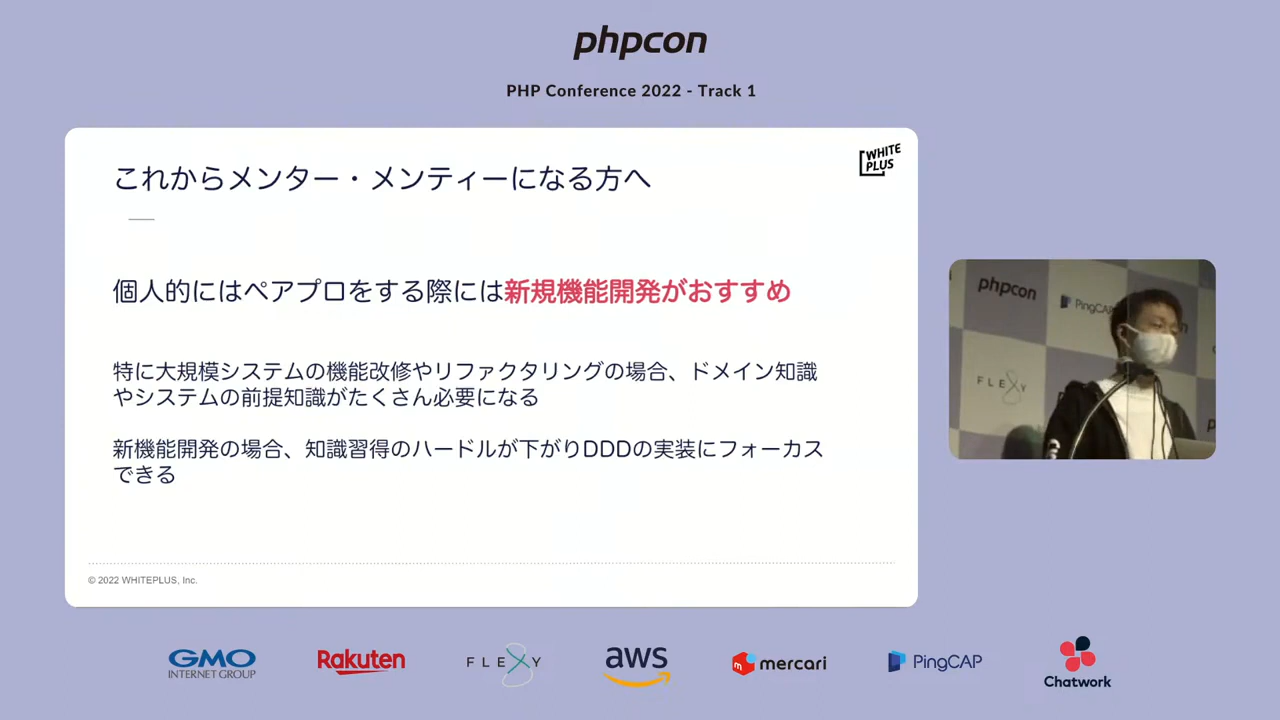 phpcon
PHP Conference 2022 - Track 1
WHITE
PLUS
これからメンター・メンティーになる方へ
個人的にはペアプロをする際には新規機能開発がおすすめ
特に大規模システムの機能改修やリファクタリングの場合、ドメイン知識
やシステムの前提知識がたくさん必要になる
新機能開発の場合、知識習得のハードルが下がりDDDの実装にフォーカス
できる
© 2022 WHITEPLUS, Inc.
phpcon
PingCAP
FLEXY
GMO
INTERNET GROUP
Rakuten
FLEXY
aws
mercari
PingCAP
Chatwork